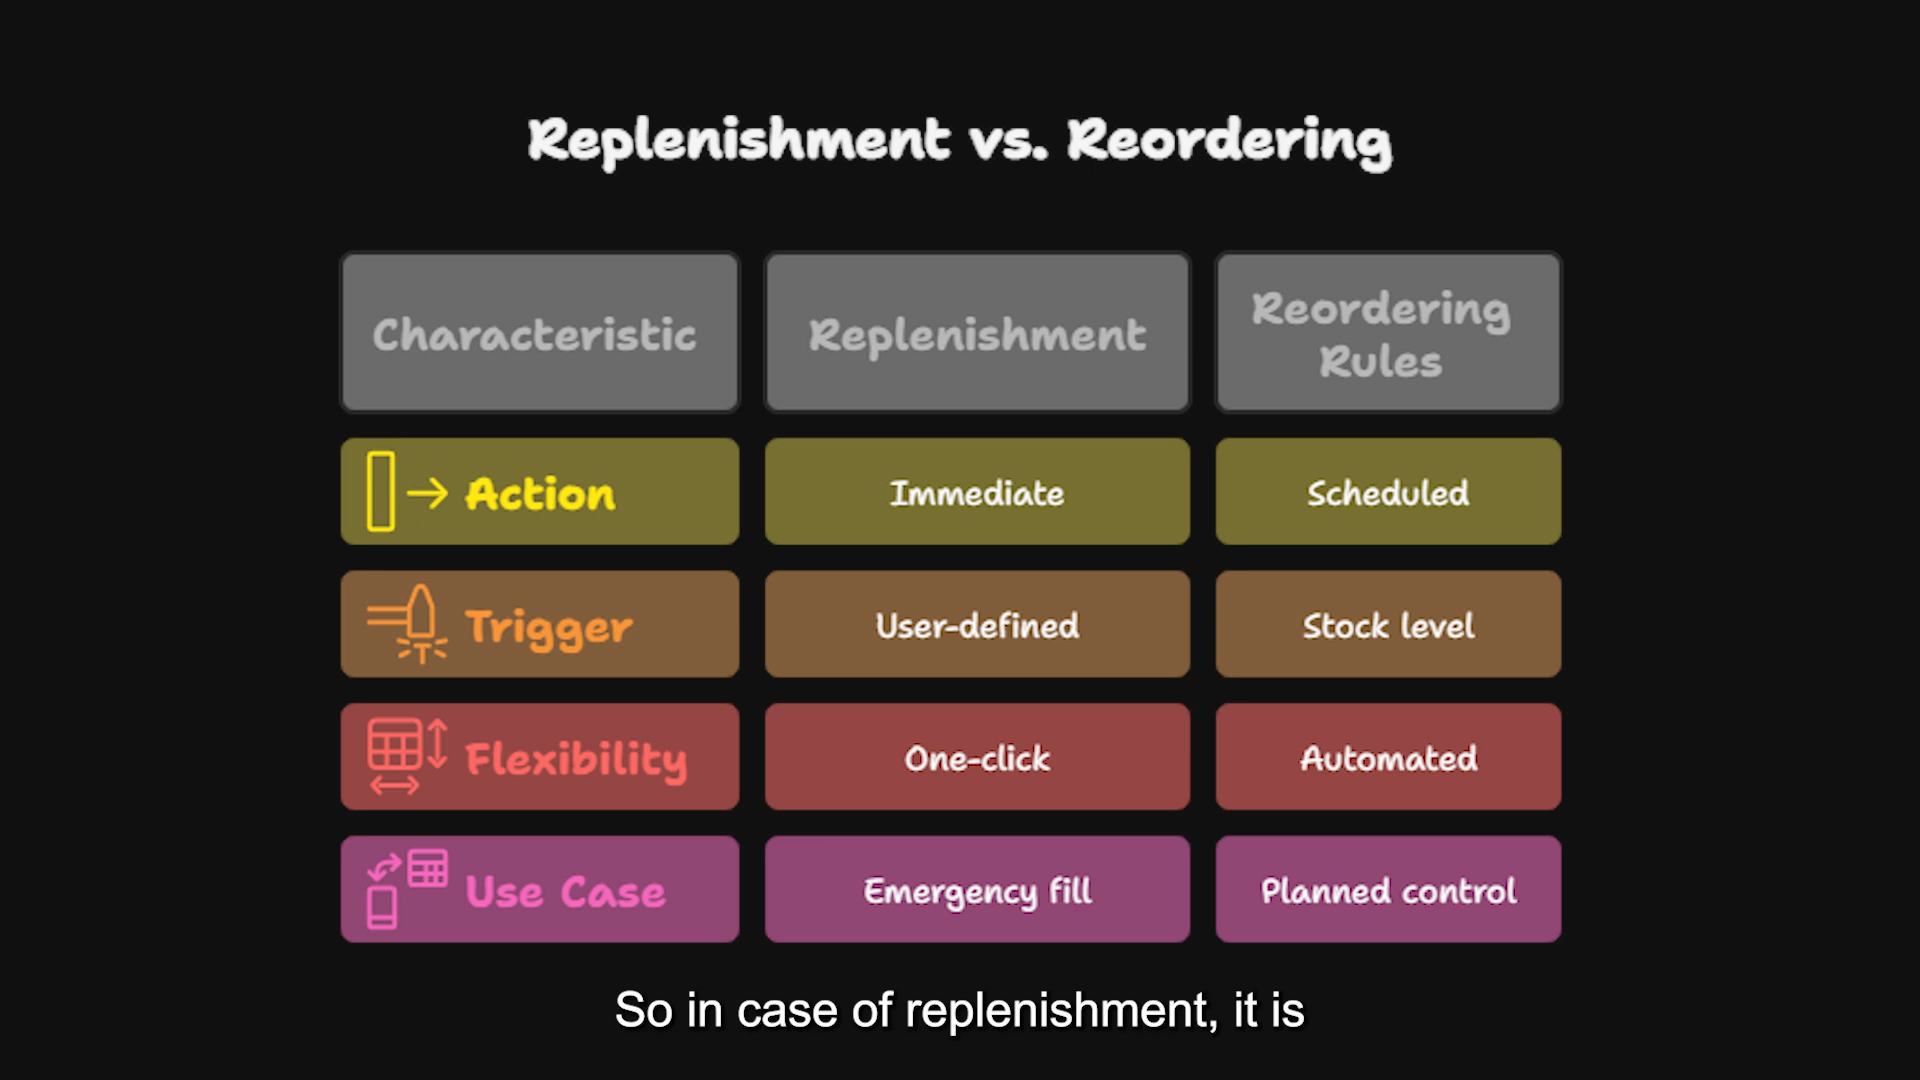 Replenishment vs. Reordering
Characteristic
Replenishment
Reordering
Rules
Action
Immediate
Scheduled
Trigger
User-defined
Stock level
Flexibility
One-click
Automated
Use Case
Emergency fill
Planned control
So in case of replenishment, it is